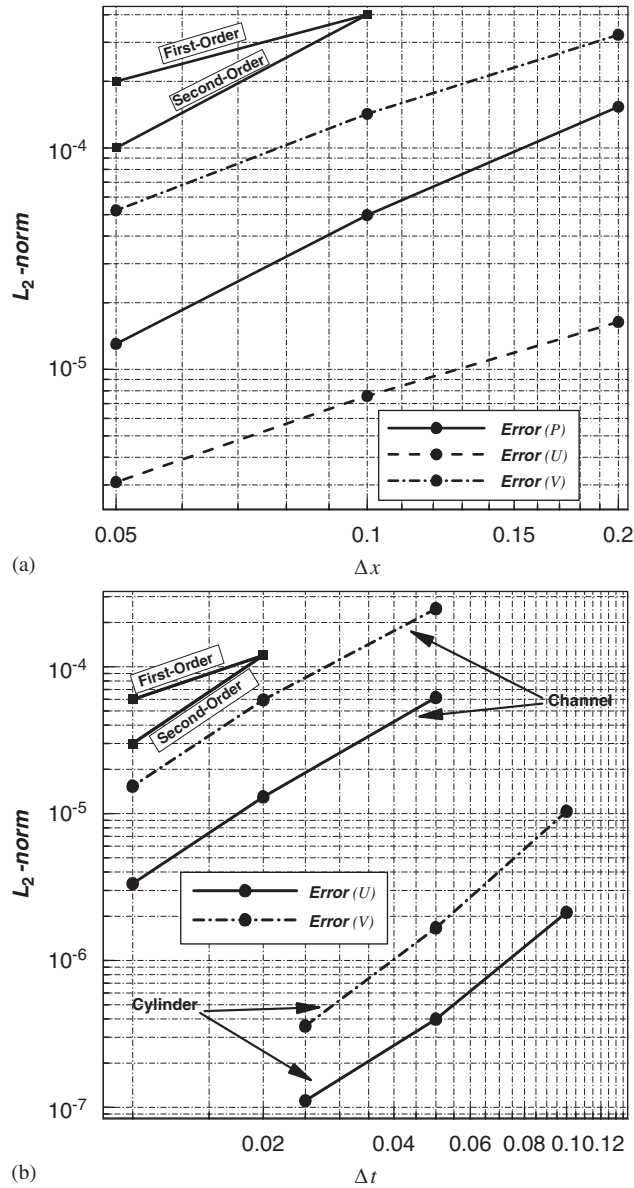 First-Order
Second-Order
10-4
10-5
L2 -norm
Error (P)
Error (U)
Error (V)
0.05
0.1
0.15
0.2
(a)
Δx
First-Order
Second-Order
Channel
10-4
10-5
10-6
10-7
L2 -norm
Error (U)
Error (V)
Cylinder
0.02
0.04
0.06
0.08
0.10
0.12
(b)
Δt